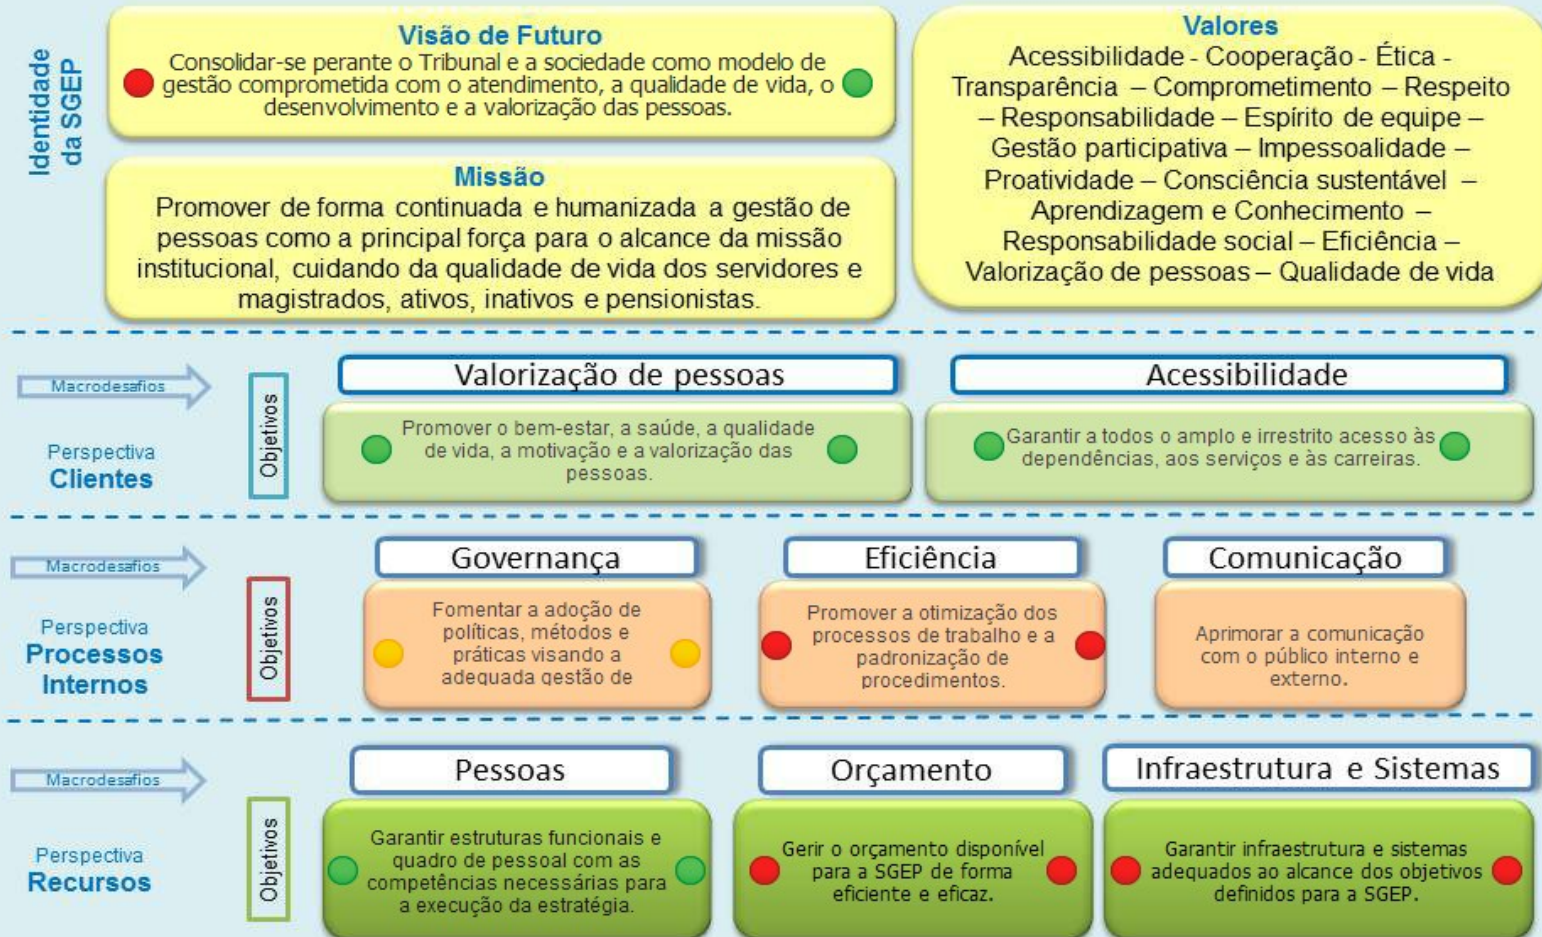 Identidade
da SGEP
Visão de Futuro
Consolidar-se perante o Tribunal e a sociedade como modelo de
gestão comprometida com o atendimento, a qualidade de vida, o
desenvolvimento e a valorização das pessoas.
Missão
Promover de forma continuada e humanizada a gestão de
pessoas como a principal força para o alcance da missão
institucional, cuidando da qualidade de vida dos servidores e
magistrados, ativos, inativos e pensionistas.
Valores
Acessibilidade - Cooperação - Ética -
Transparência – Comprometimento – Respeito
– Responsabilidade – Espírito de equipe –
Gestão participativa – Impessoalidade –
Proatividade – Consciência sustentável –
Aprendizagem e Conhecimento –
Responsabilidade social – Eficiência –
Valorização de pessoas – Qualidade de vida
Macrodesafios
Perspectiva
Clientes
Objetivos
Valorização de pessoas
Promover o bem-estar, a saúde, a qualidade
de vida, a motivação e a valorização das
pessoas.
Acessibilidade
Garantir a todos o amplo e irrestrito acesso às
dependências, aos serviços e às carreiras.
Macrodesafios
Perspectiva
Processos
Internos
Objetivos
Governança
Fomentar a adoção de
políticas, métodos e
práticas visando a
adequada gestão de
Eficiência
Promover a otimização dos
processos de trabalho e a
padronização de
procedimentos.
Comunicação
Aprimorar a comunicação
com o público interno e
externo.
Macrodesafios
Perspectiva
Recursos
Objetivos
Pessoas
Garantir estruturas funcionais e
quadro de pessoal com as
competências necessárias para
a execução da estratégia.
Orçamento
Gerir o orçamento disponível
para a SGEP de forma
eficiente e eficaz.
Infraestrutura e Sistemas
Garantir infraestrutura e sistemas
adequados ao alcance dos objetivos
definidos para a SGEP.